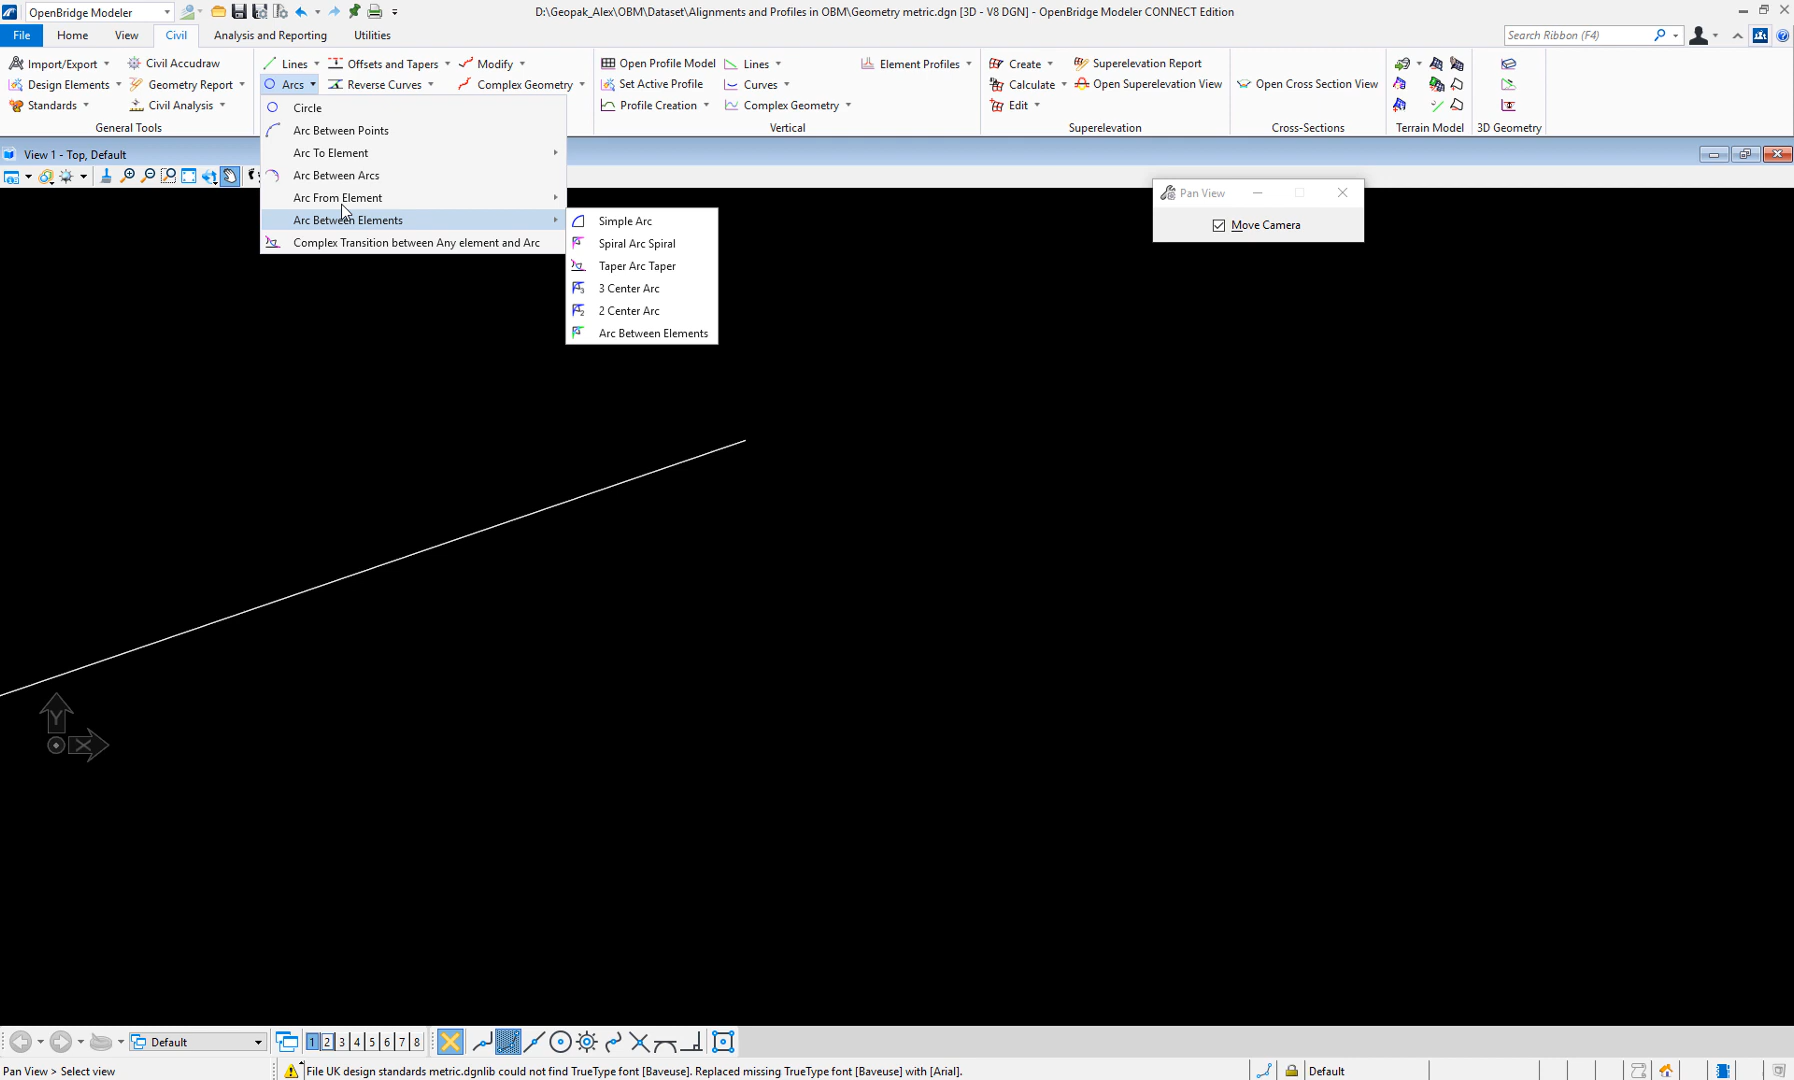 OpenBridge Modeler
D:\Geopak_Alex\OBM\Dataset\Alignments and Profiles in OBM\Geometry metric.dgn [3D - V8 DGN] - OpenBridge Modeler CONNECT Edition
File Home View Civil Analysis and Reporting Utilities
Search Ribbon (F4)
Import/Export Civil Accudraw Lines Offsets and Tapers Modify Open Profile Model Lines Element Profiles Create Superelevation Report
Design Elements Geometry Report Arcs Reverse Curves Complex Geometry Set Active Profile Curves Calculate Open Superelevation View Open Cross Section View
Standards Civil Analysis Profile Creation Complex Geometry Edit
General Tools Vertical Superelevation Cross-Sections Terrain Model 3D Geometry
Circle
Arc Between Points
Arc To Element
Arc Between Arcs
Arc From Element
Arc Between Elements
Complex Transition between Any element and Arc
Simple Arc
Spiral Arc Spiral
Taper Arc Taper
3 Center Arc
2 Center Arc
Arc Between Elements
View 1 - Top, Default
Pan View
Move Camera
Y
X
Default 1 2 3 4 5 6 7 8
Pan View > Select view
File UK design standards metric.dgnlib could not find TrueType font [Baveuse]. Replaced missing TrueType font [Baveuse] with [Arial].
Default